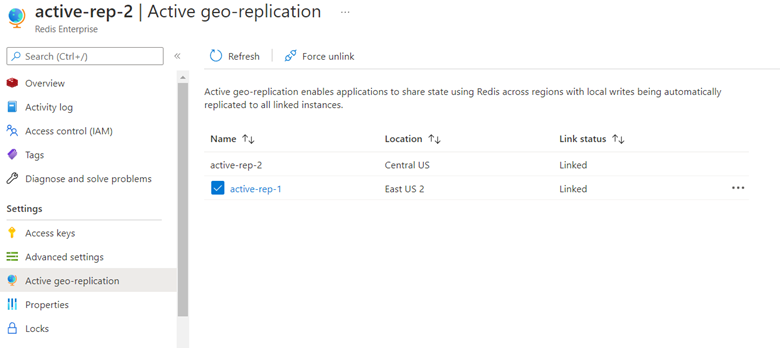 active-rep-2 | Active geo-replication ...
Redis Enterprise
Search (Ctrl+/)
«
Overview
Activity log
Access control (IAM)
Tags
Diagnose and solve problems
Settings
Access keys
Advanced settings
Active geo-replication
Properties
Locks
Refresh Force unlink
Active geo-replication enables applications to share state using Redis across regions with local writes being automatically
replicated to all linked instances.
Name ↑↓ Location ↑↓ Link status ↑↓
active-rep-2 Central US Linked
active-rep-1 East US 2 Linked ...